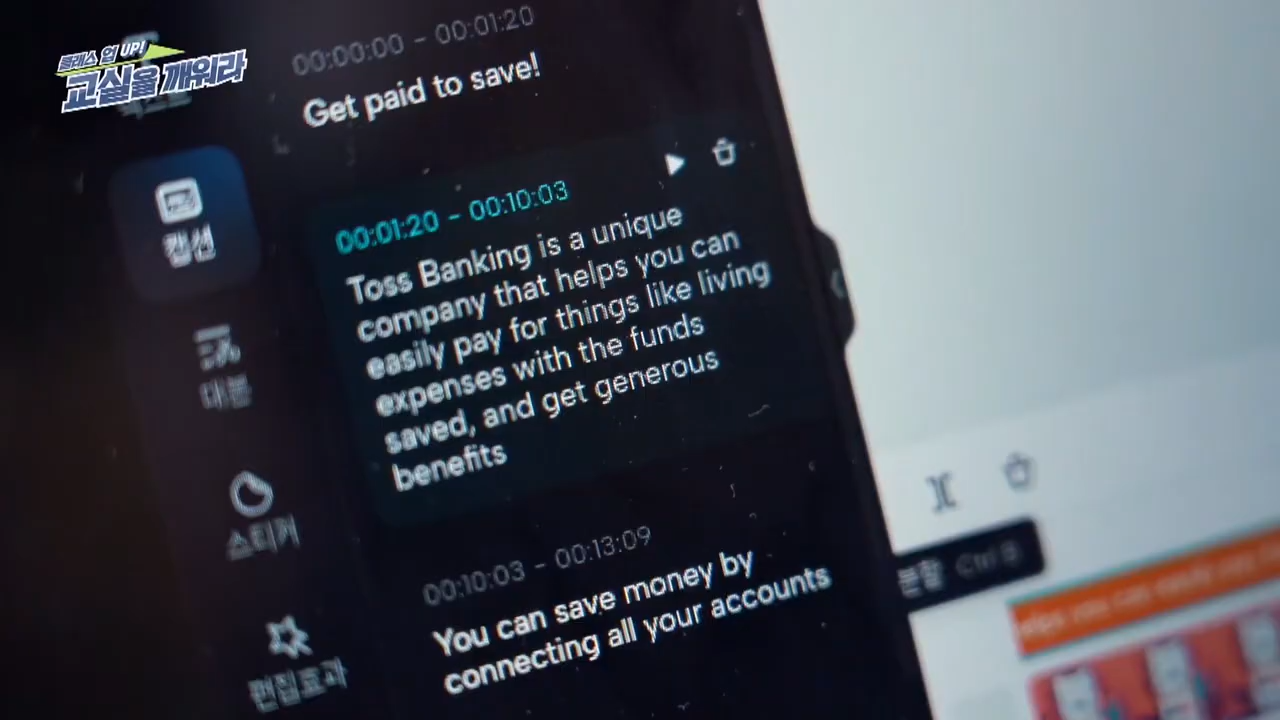 클래스 업 UP!
교실을 깨워라
00:00:00 - 00:01:20
Get paid to save!
캡션
00:01:20 - 00:10:03
Toss Banking is a unique
company that helps you can
easily pay for things like living
expenses with the funds
saved, and get generous
benefits
대본
스티커
00:10:03 - 00:13:09
You can save money by
connecting all your accounts
편집효과
분할 Ctrl B